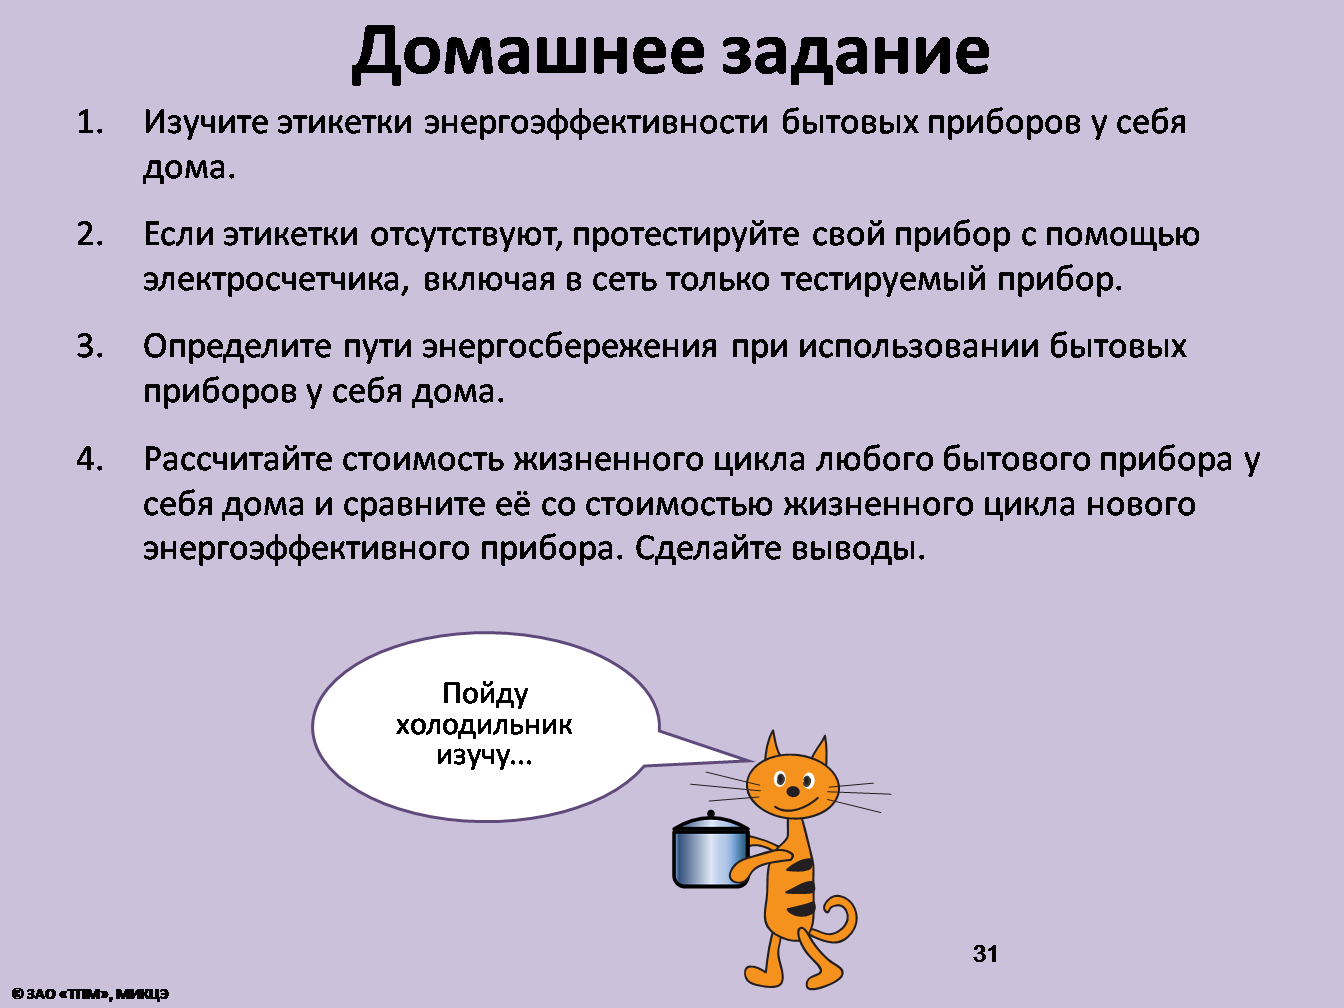 Домашнее задание
1. Изучите этикетки энергоэффективности бытовых приборов у себя
дома.
2. Если этикетки отсутствуют, протестируйте свой прибор с помощью
электросчетчика, включая в сеть только тестируемый прибор.
3. Определите пути энергосбережения при использовании бытовых
приборов у себя дома.
4. Рассчитайте стоимость жизненного цикла любого бытового прибора у
себя дома и сравните её со стоимостью жизненного цикла нового
энергоэффективного прибора. Сделайте выводы.
Пойду
холодильник
изучу...
31
© ЗАО «ТПМ», МИКЦЭ